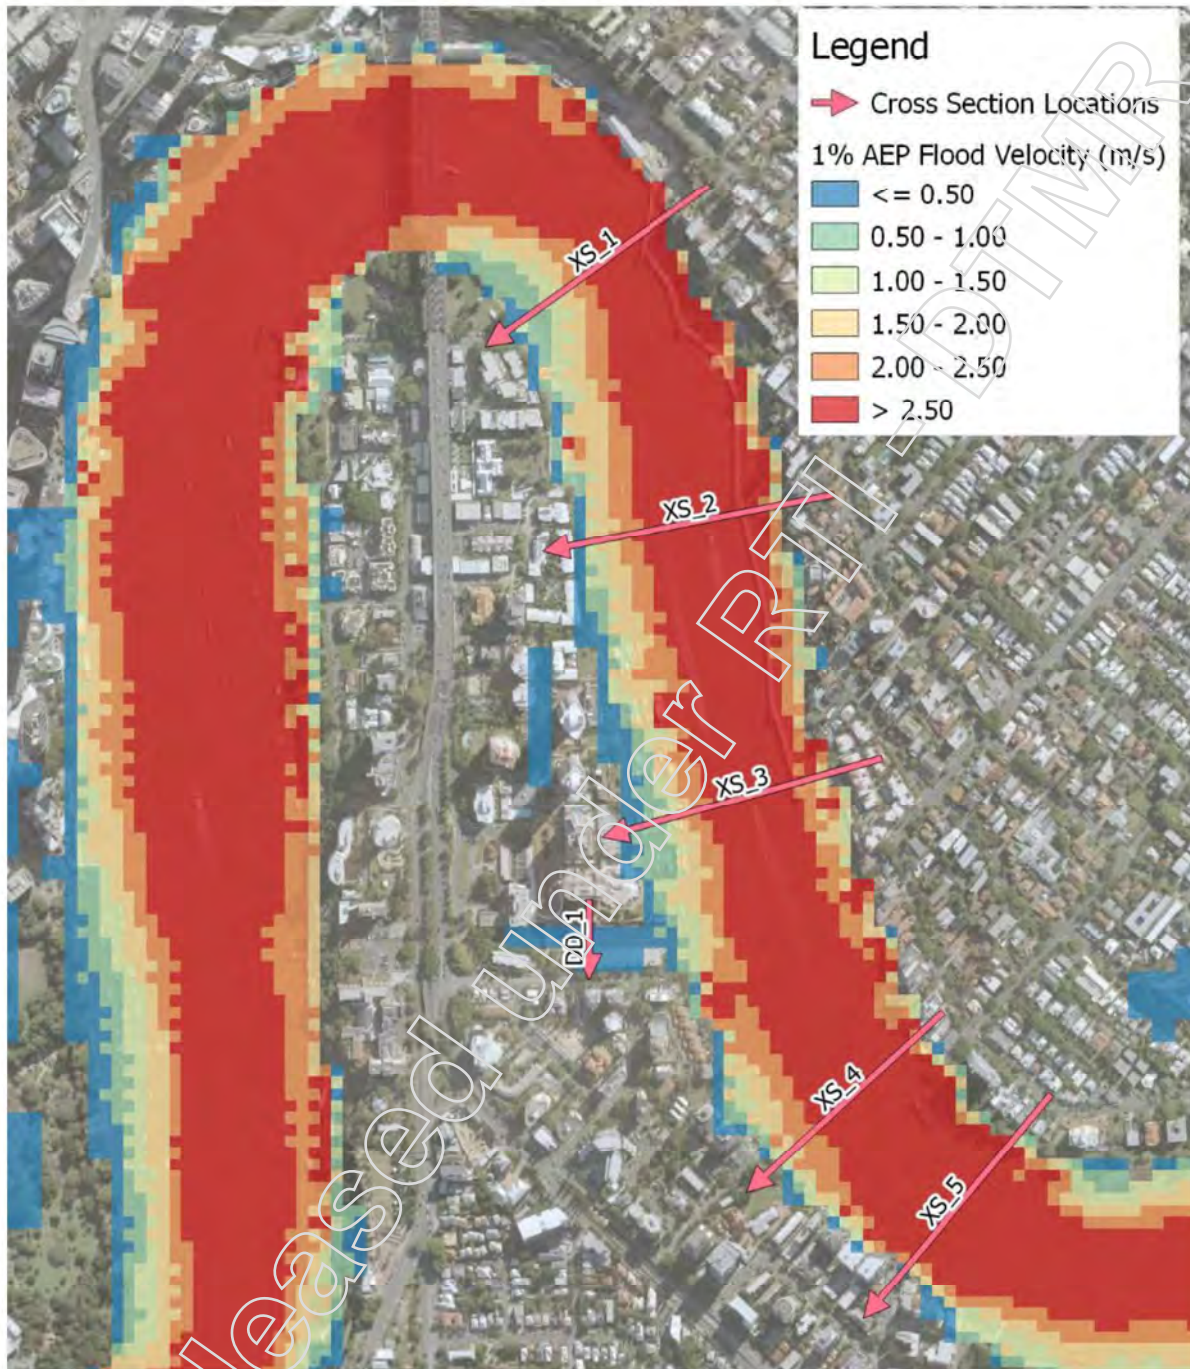 Legend
Cross Section Locations
1% AEP Flood Velocity (m/s)
<= 0.50
0.50 - 1.00
1.00 - 1.50
1.50 - 2.00
2.00 - 2.50
> 2.50
XS_1
XS_2
XS_3
DD_1
XS_4
XS_5
leased under RTI - DTMR